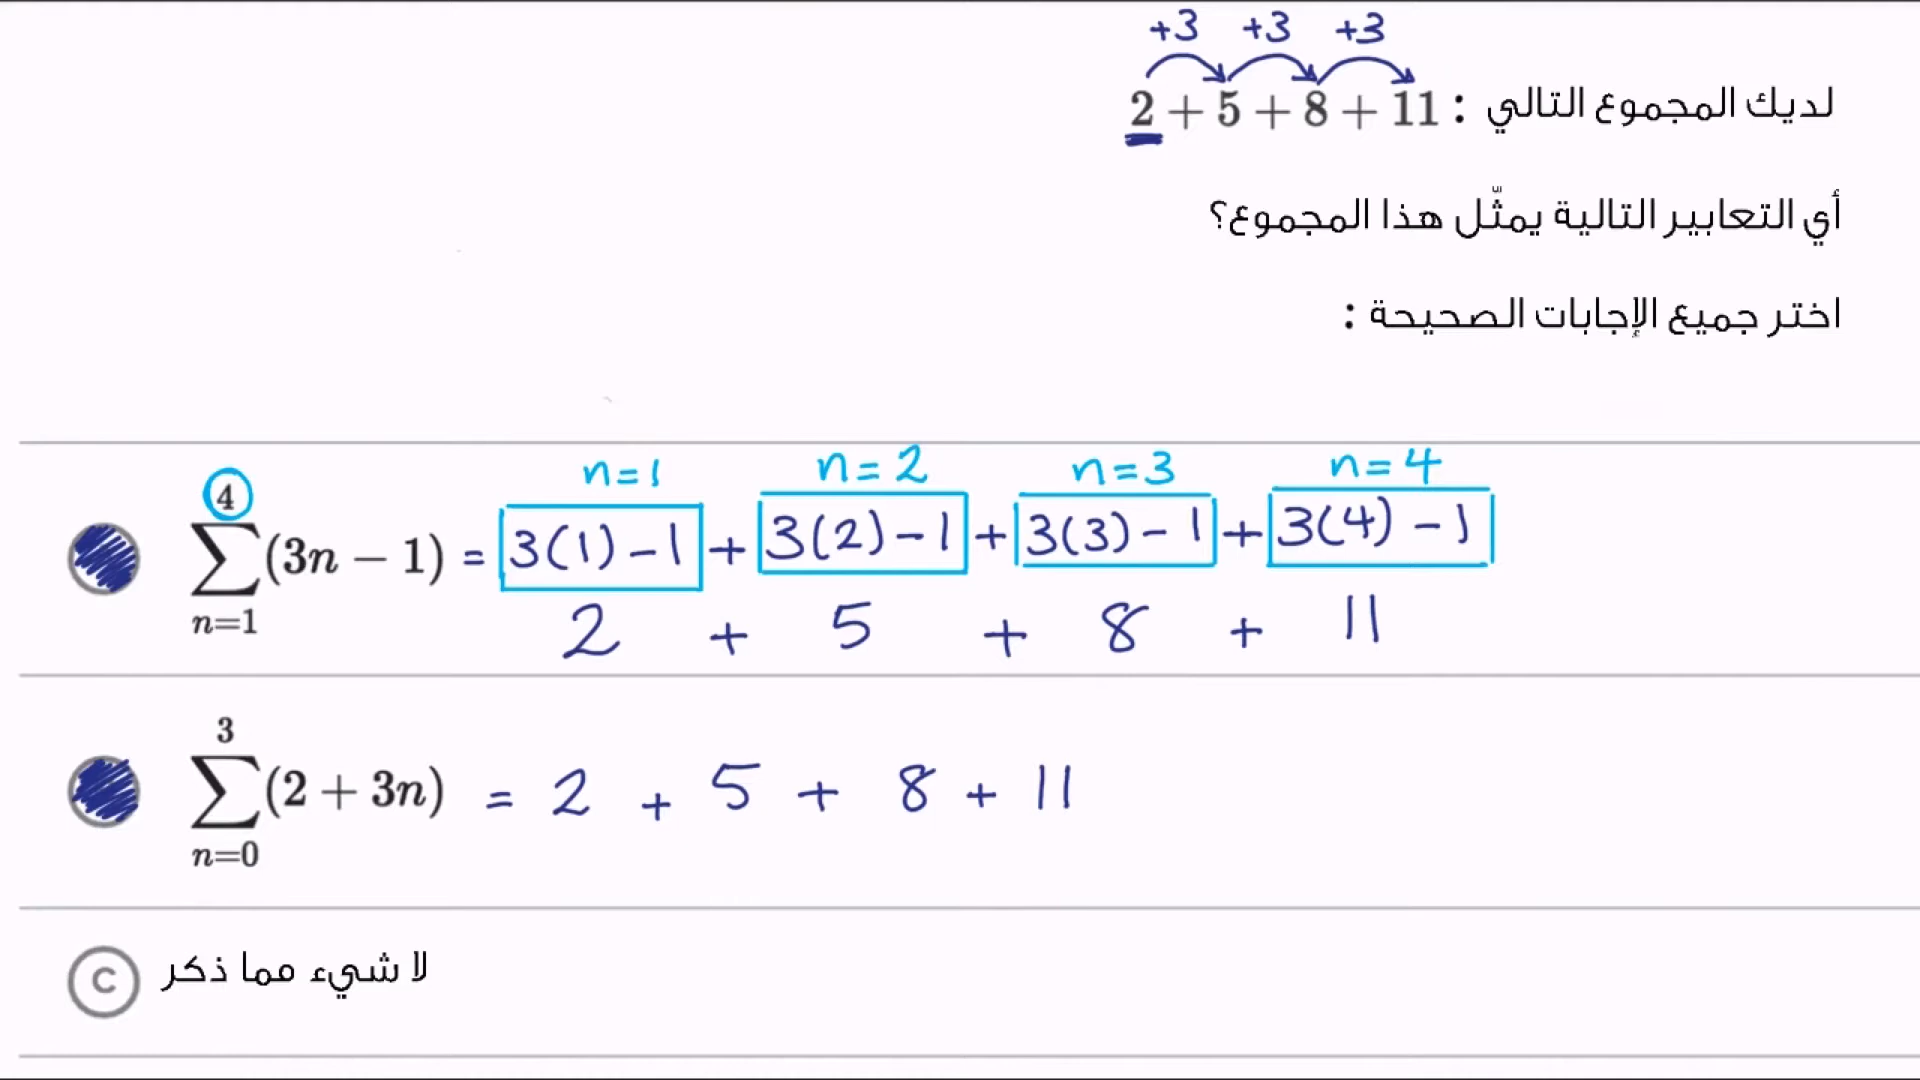 +3 +3 +3
لديك المجموع التالي : 2 + 5 + 8 + 11
أي التعابير التالية يمثّل هذا المجموع؟
اختر جميع الإجابات الصحيحة :
n=1 n=2 n=3 n=4
4
∑(3n − 1) = 3(1)−1 + 3(2)−1 + 3(3)−1 + 3(4)−1
n=1
2 + 5 + 8 + 11
3
∑(2 + 3n) = 2 + 5 + 8 + 11
n=0
C لا شيء مما ذكر